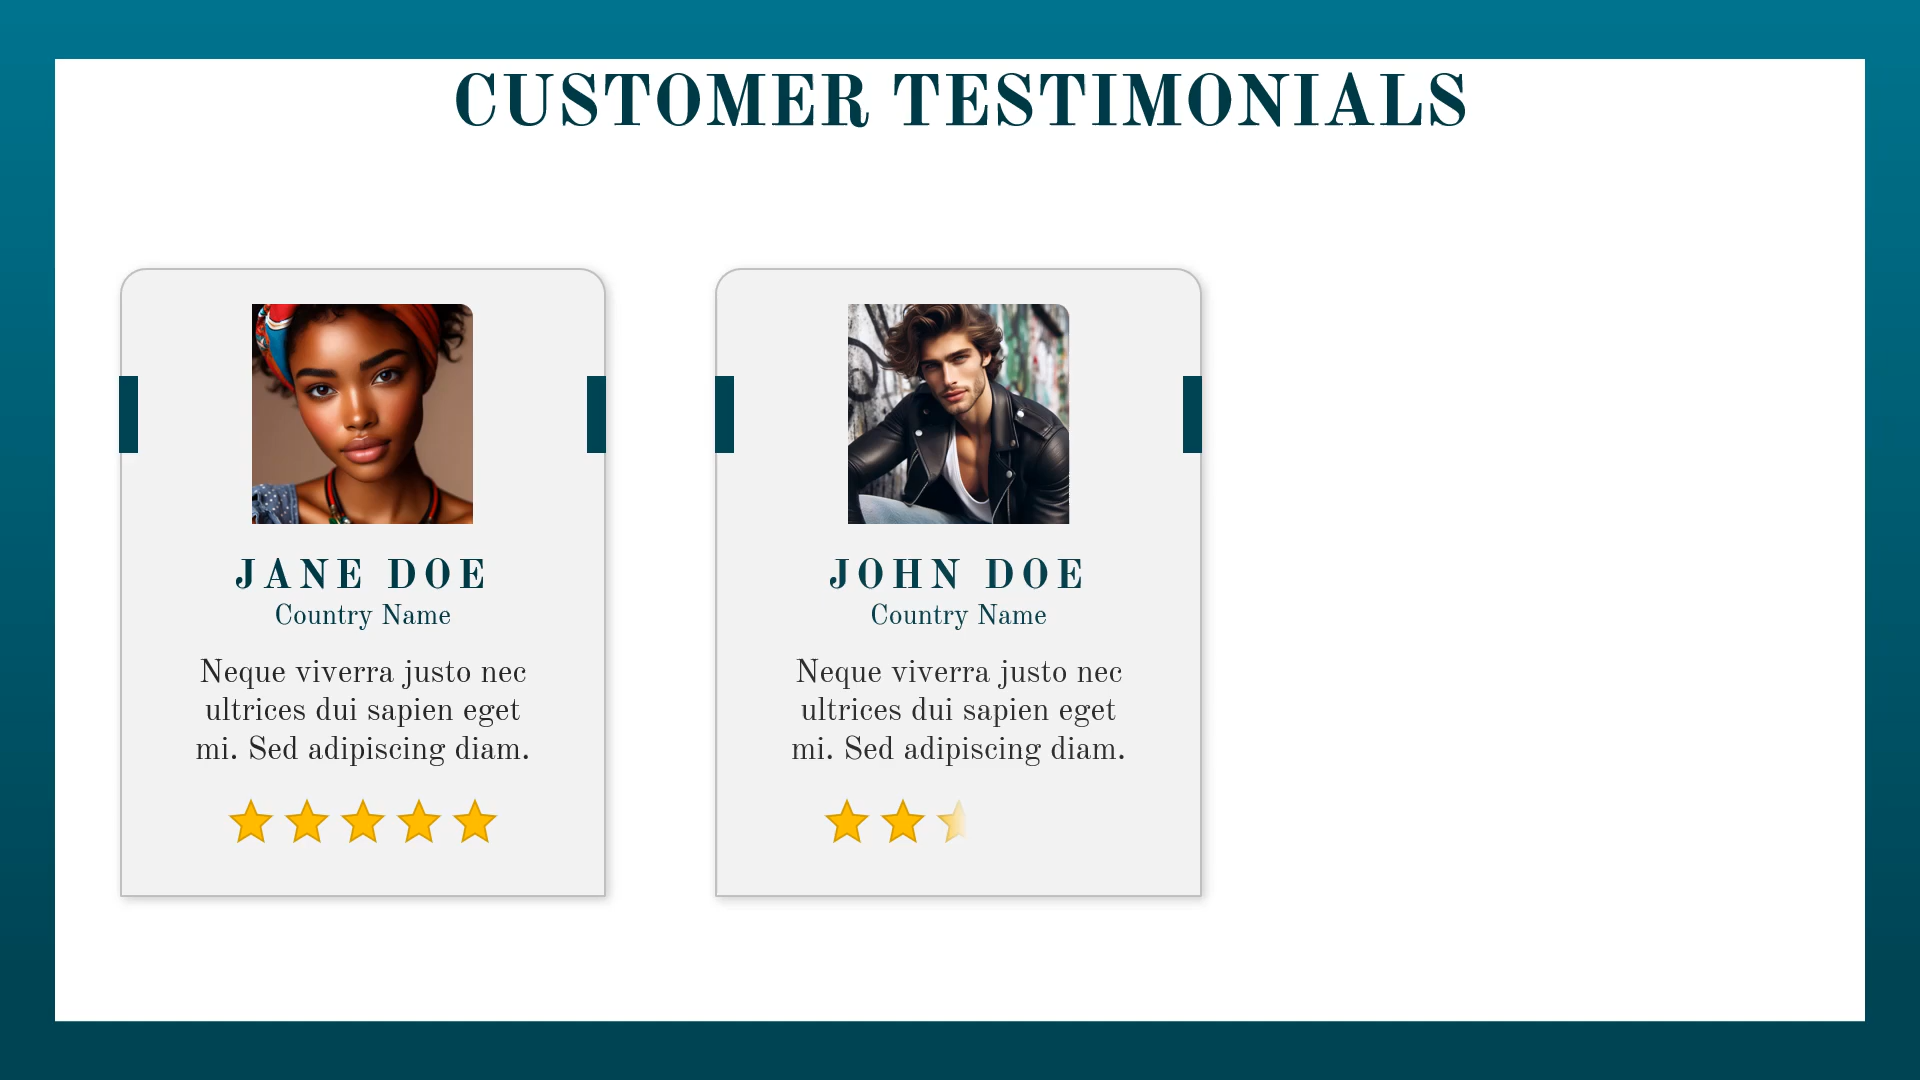 CUSTOMER TESTIMONIALS
JANE DOE
Country Name
Neque viverra justo nec
ultrices dui sapien eget
mi. Sed adipiscing diam.
JOHN DOE
Country Name
Neque viverra justo nec
ultrices dui sapien eget
mi. Sed adipiscing diam.